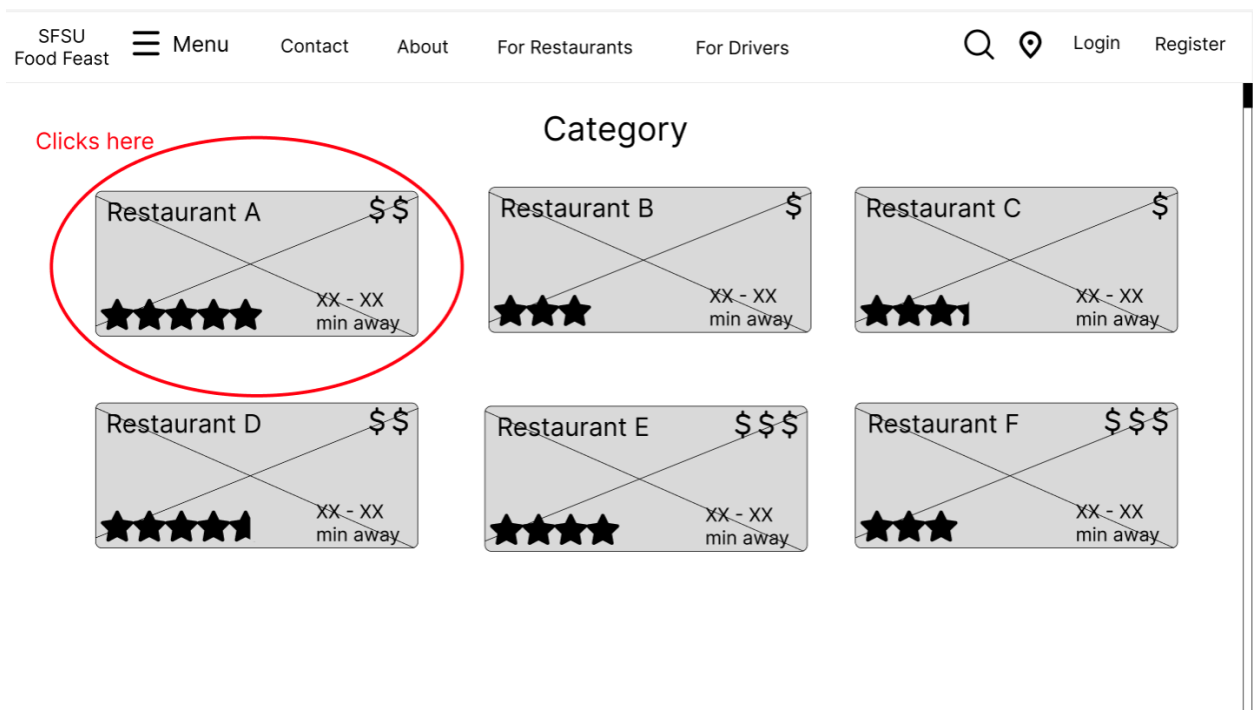 SFSU
Food Feast
Menu
Contact
About
For Restaurants
For Drivers
Login
Register
Clicks here
Category
Restaurant A
$$
XX - XX
min away
Restaurant B
$
XX - XX
min away
Restaurant C
$
XX - XX
min away
Restaurant D
$$
XX - XX
min away
Restaurant E
$$$
XX - XX
min away
Restaurant F
$$$
XX - XX
min away